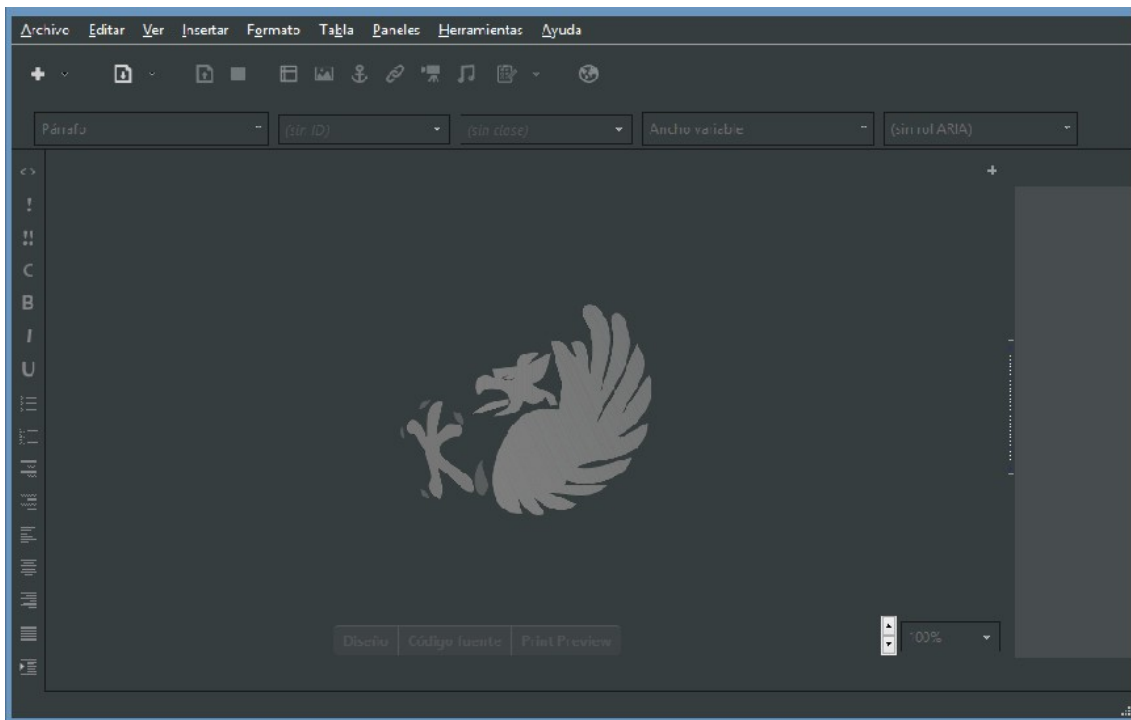 Archivo Editar Ver Insertar Formato Tabla Paneles Herramientas Ayuda
Párrafo (sin ID) (sin clase) Ancho variable (sin rol ARIA)
! 
!!
C
B
I
U
Diseño Código fuente Print Preview 100%